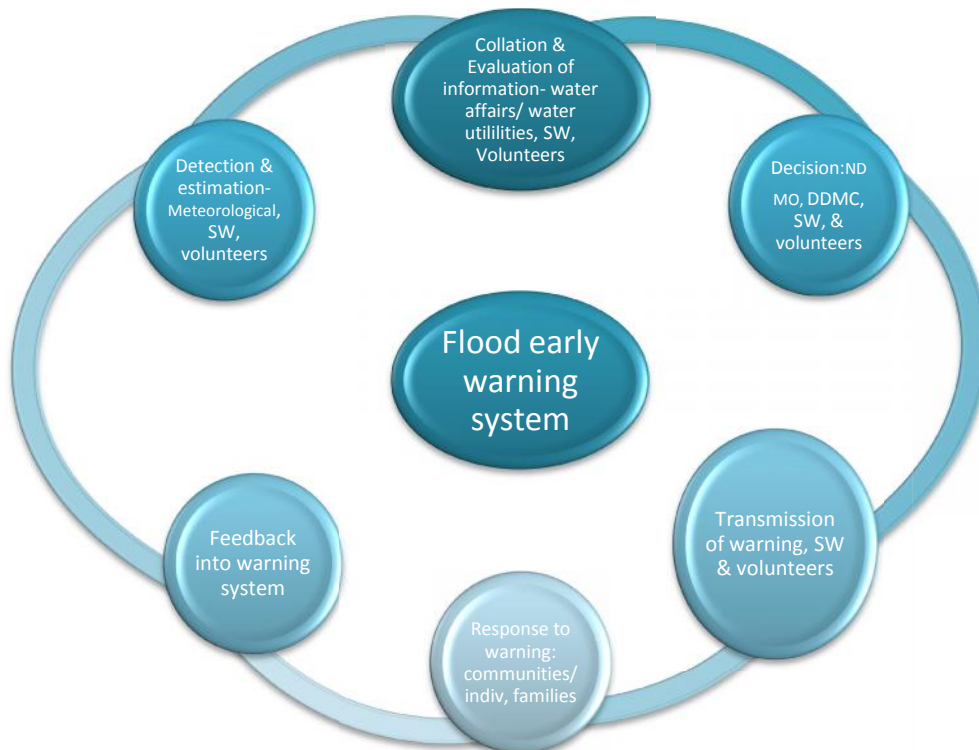 Collation &
Evaluation of
information- water
affairs/ water
utililities, SW,
Volunteers
Decision:ND
MO, DDMC,
SW, &
volunteers
Transmission
of warning, SW
& volunteers
Response to
warning:
communities/
indiv, families
Feedback
into warning
system
Detection &
estimation-
Meteorological,
SW,
volunteers
Flood early
warning
system